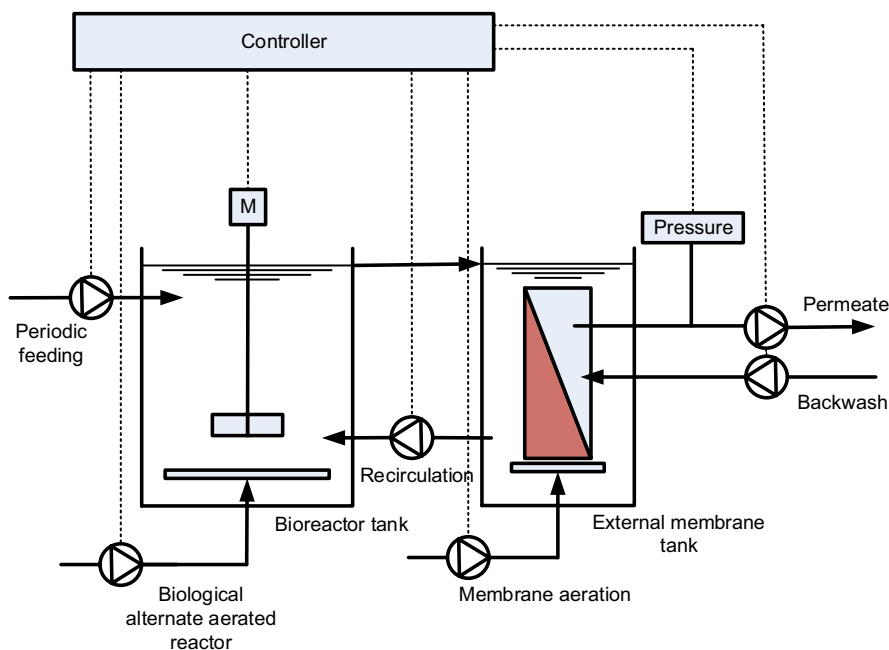 Controller
M
Pressure
Periodic
feeding
Permeate
Backwash
Recirculation
Bioreactor tank
External membrane
tank
Biological
alternate aerated
reactor
Membrane aeration